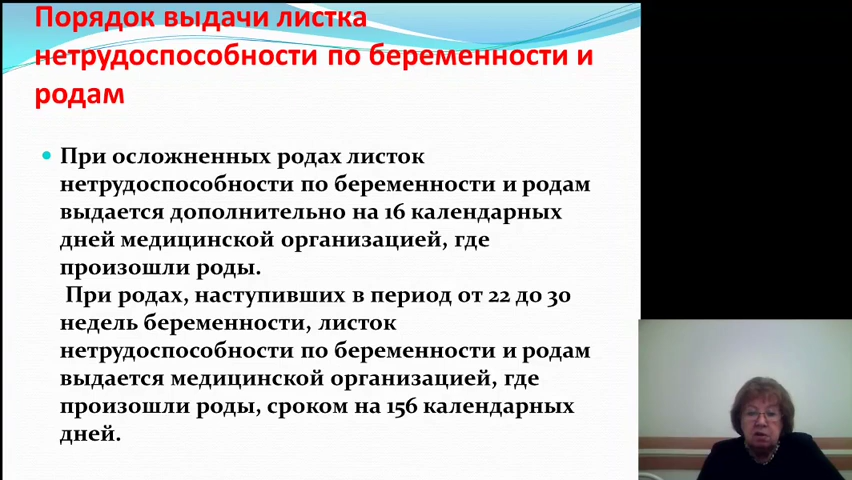 Порядок выдачи листка
нетрудоспособности по беременности и
родам
При осложненных родах листок
нетрудоспособности по беременности и родам
выдается дополнительно на 16 календарных
дней медицинской организацией, где
произошли роды.
При родах, наступивших в период от 22 до 30
недель беременности, листок
нетрудоспособности по беременности и родам
выдается медицинской организацией, где
произошли роды, сроком на 156 календарных
дней.